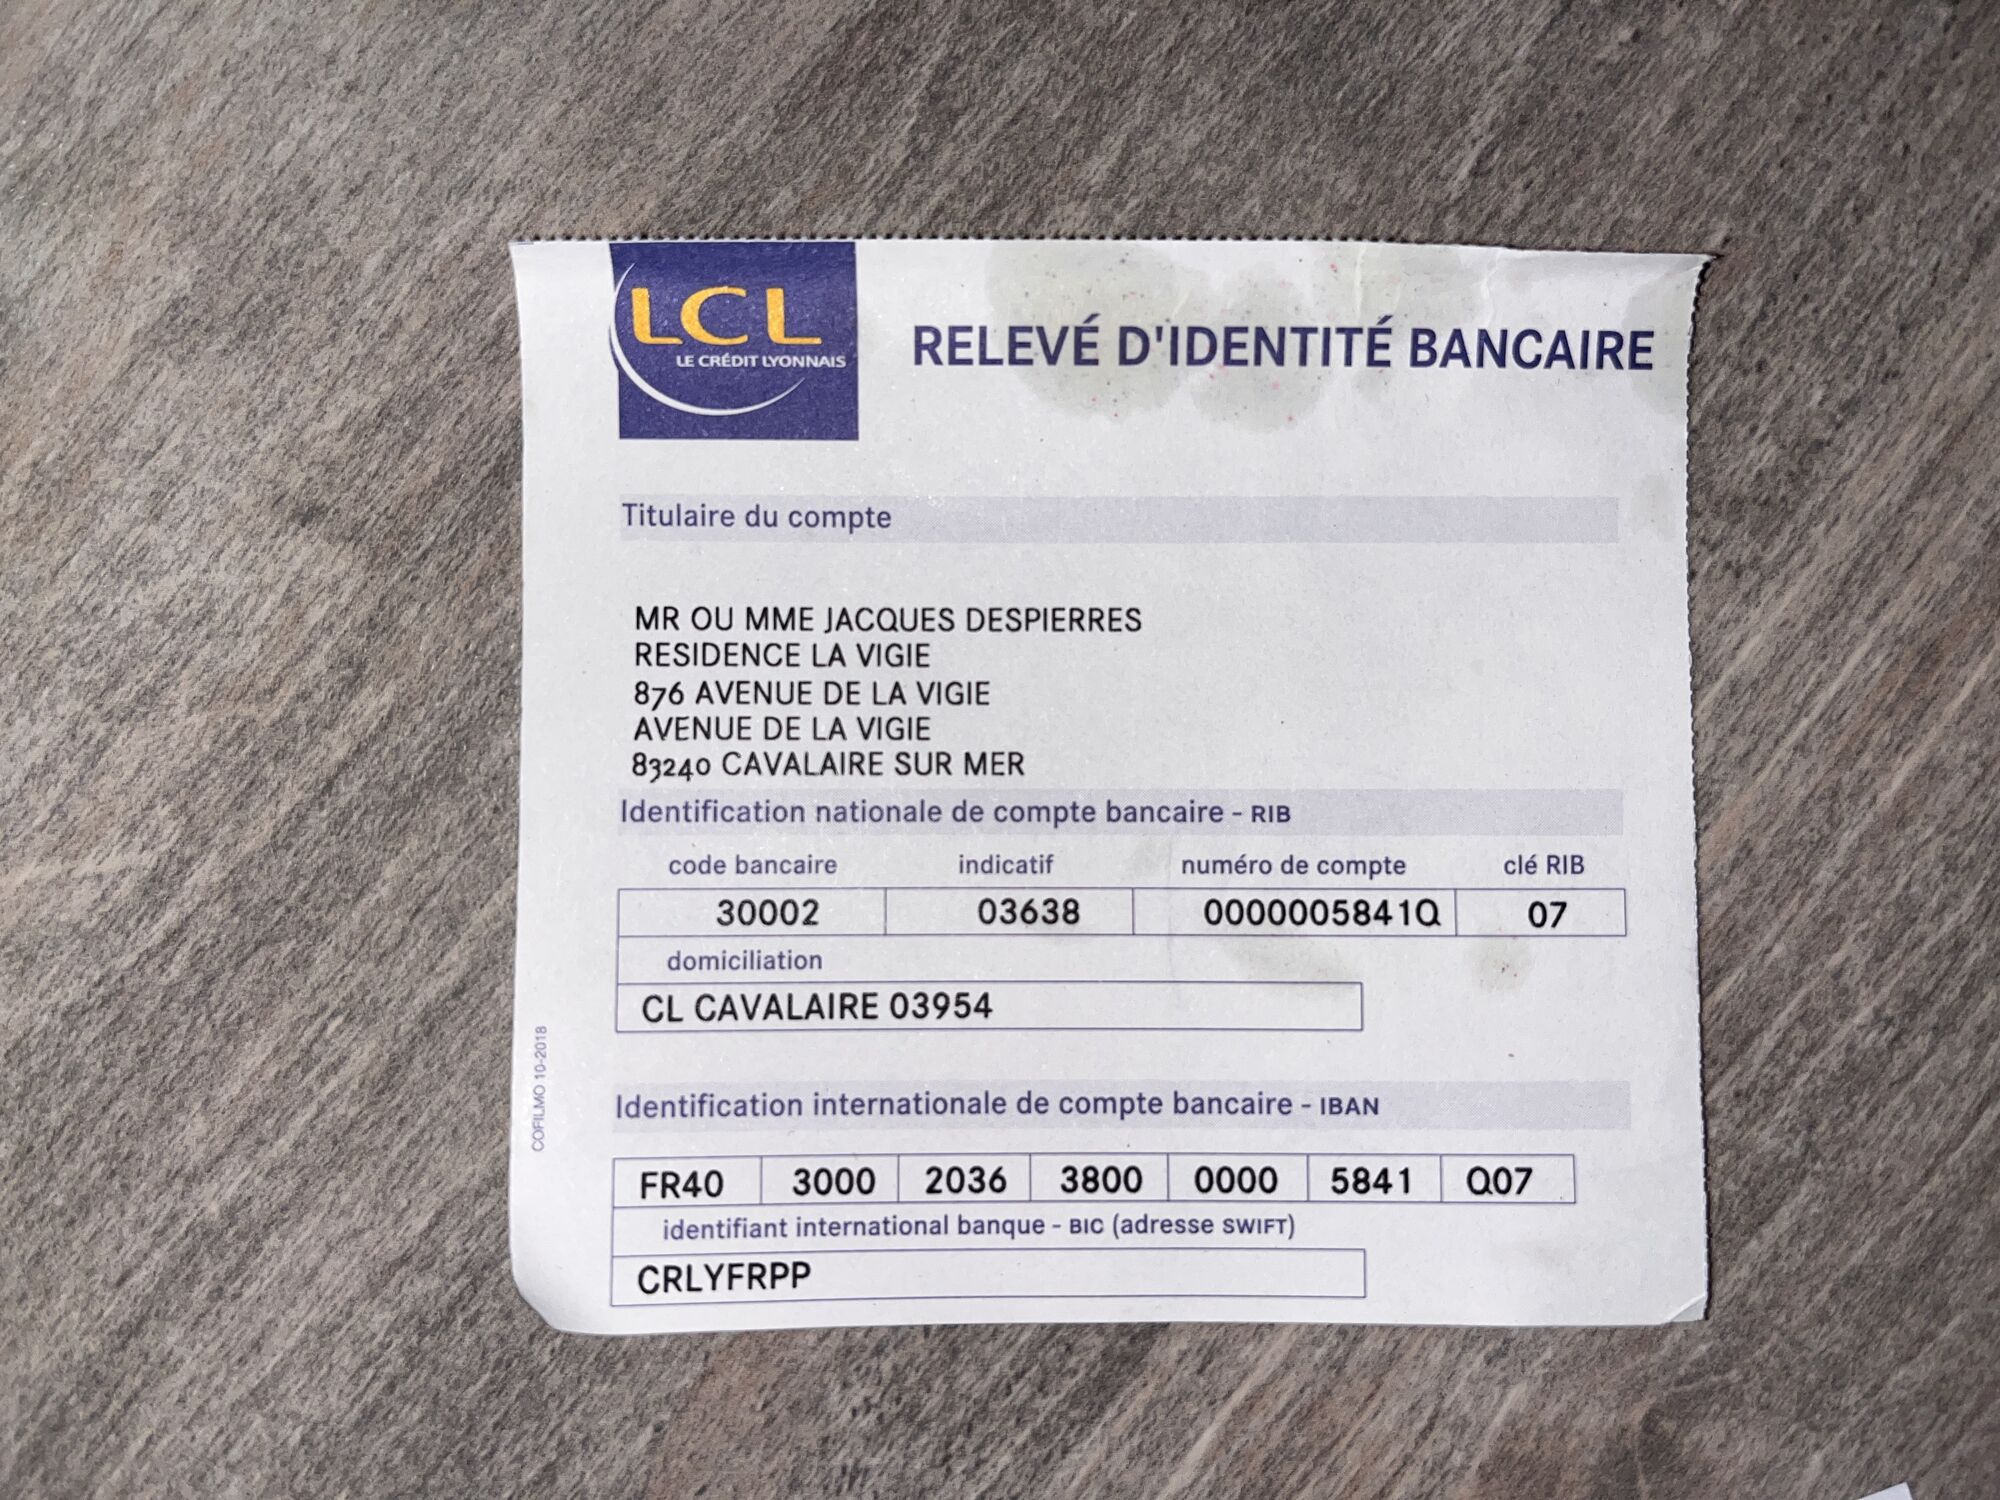 LCL
LE CRÉDIT LYONNAIS
RELEVÉ D'IDENTITÉ BANCAIRE
Titulaire du compte
MR OU MME JACQUES DESPIERRES
RESIDENCE LA VIGIE
876 AVENUE DE LA VIGIE
AVENUE DE LA VIGIE
83240 CAVALAIRE SUR MER
Identification nationale de compte bancaire - RIB
code bancaire indicatif numéro de compte clé RIB
30002 03638 0000005841Q 07
domiciliation
CL CAVALAIRE 03954
COFILMO 10-2018
Identification internationale de compte bancaire - IBAN
FR40 3000 2036 3800 0000 5841 Q07
identifiant international banque - BIC (adresse SWIFT)
CRLYFRPP